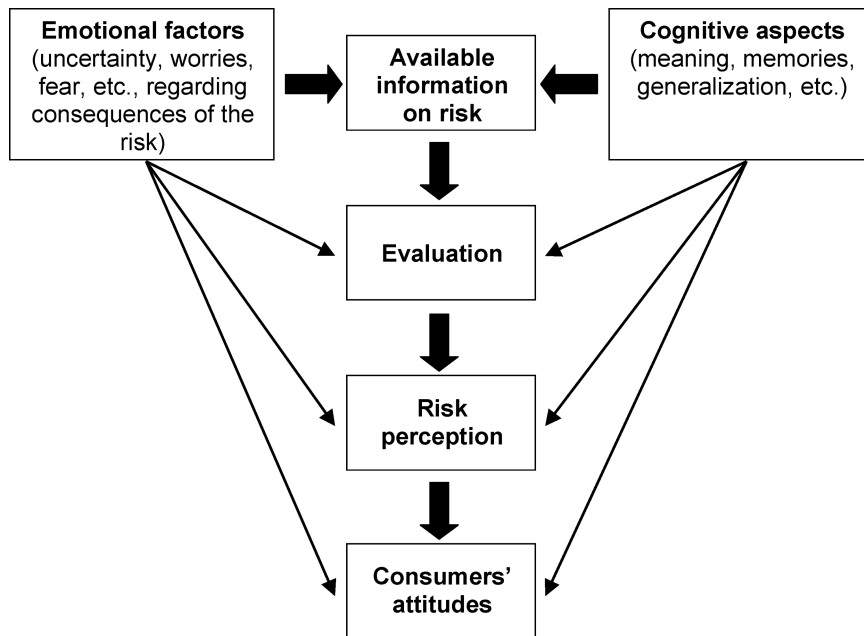 Emotional factors
(uncertainty, worries,
fear, etc., regarding
consequences of the
risk)
Available
information
on risk
Cognitive aspects
(meaning, memories,
generalization, etc.)
Evaluation
Risk
perception
Consumers’
attitudes